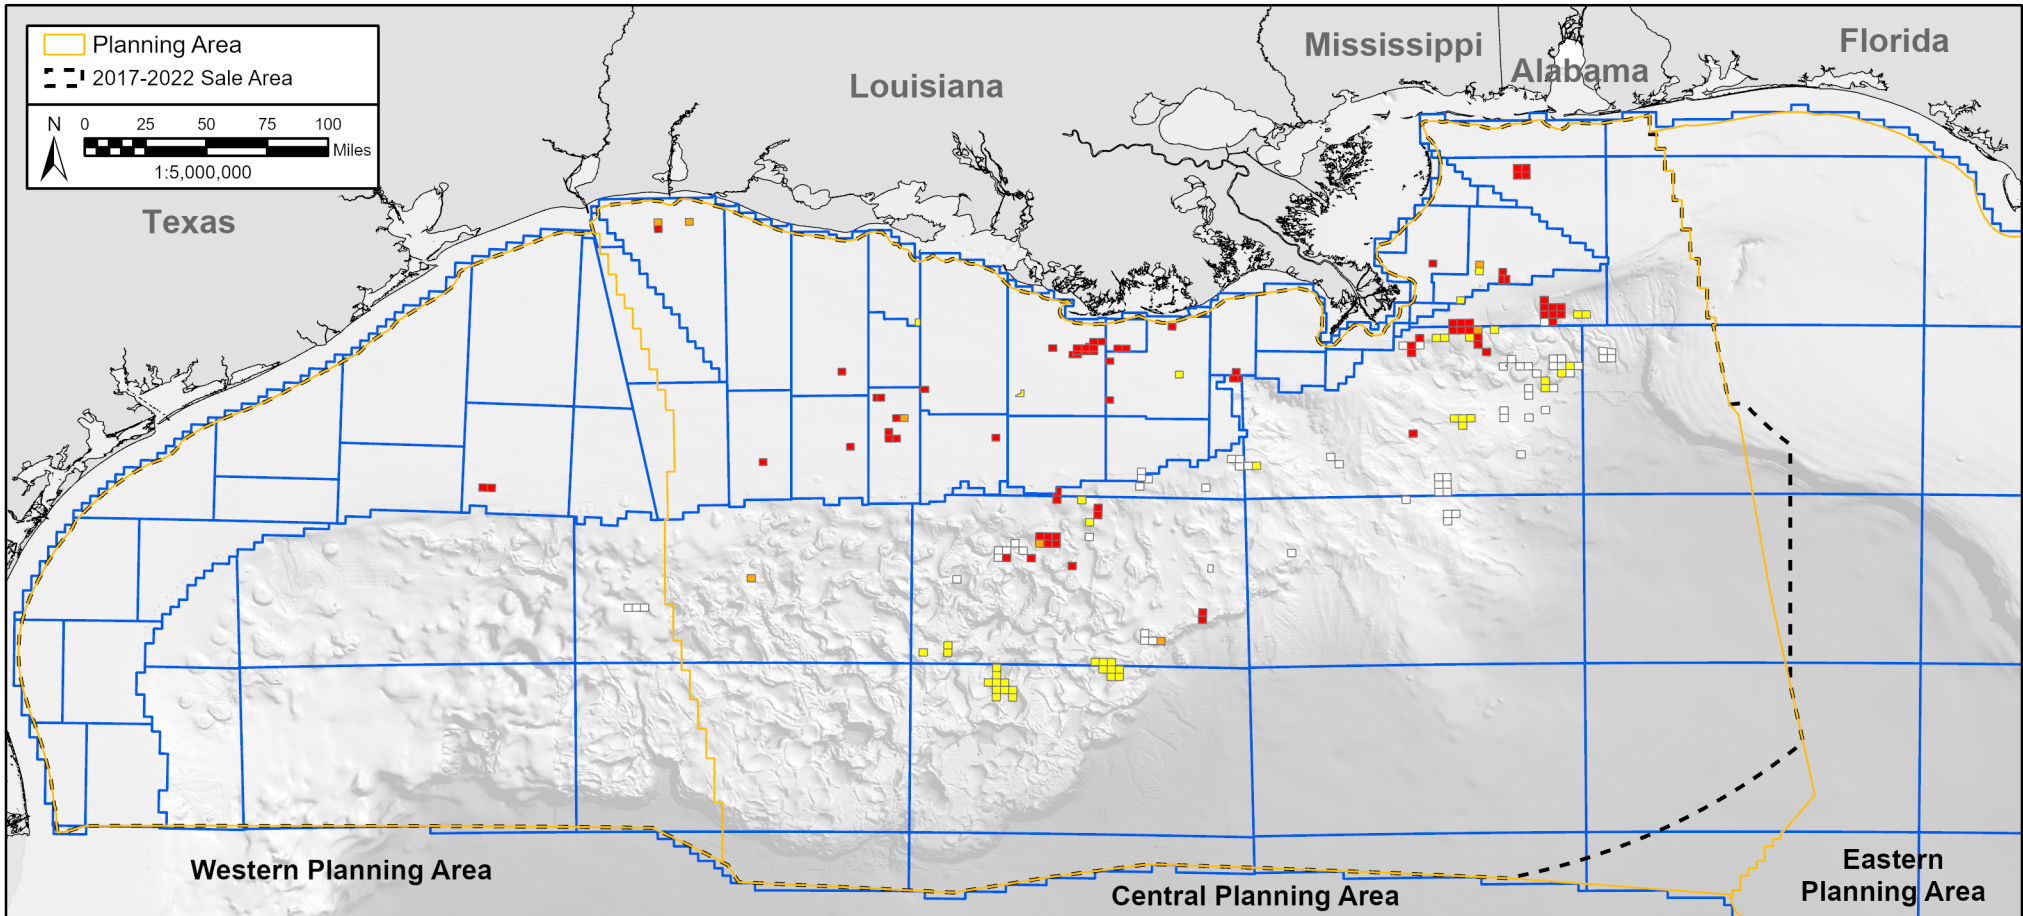 Planning Area
2017-2022 Sale Area
N
0 25 50 75 100
Miles
1:5,000,000
Texas
Louisiana
Mississippi
Alabama
Florida
Western Planning Area
Central Planning Area
Eastern
Planning Area